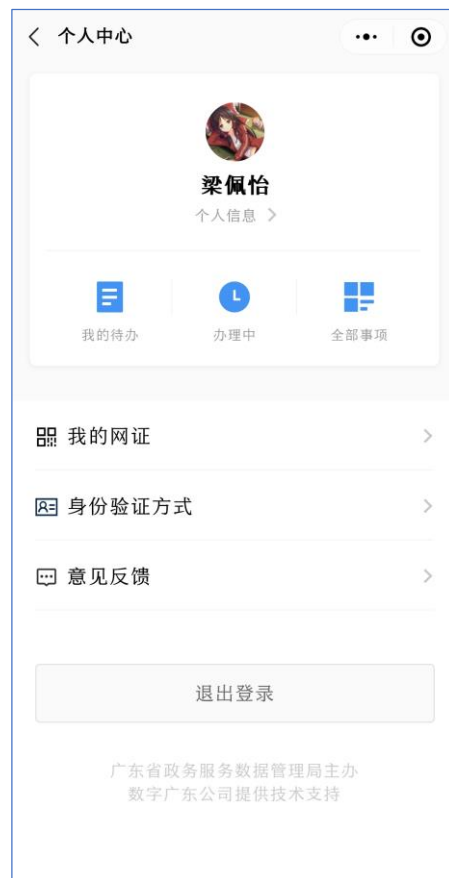 个人中心
梁佩怡
个人信息
我的待办
办理中
全部事项
我的网证
身份验证方式
意见反馈
退出登录
广东省政务服务数据管理局主办
数字广东公司提供技术支持